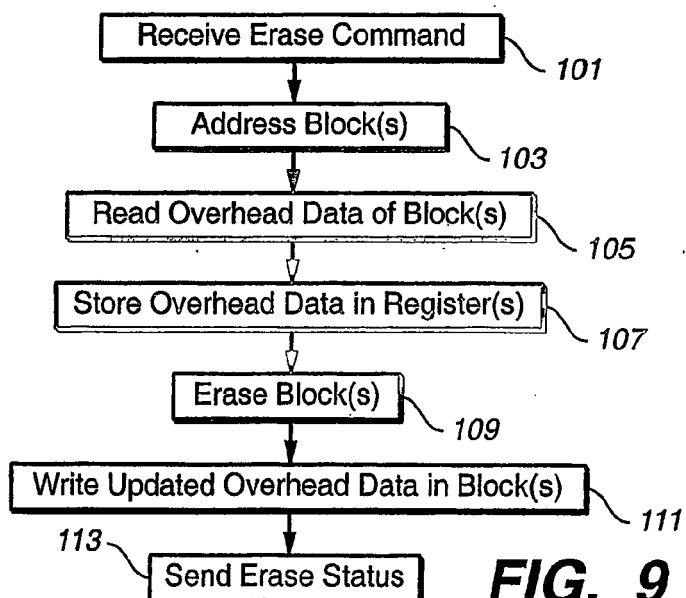 Receive Erase Command
101
Address Block(s)
103
Read Overhead Data of Block(s)
105
Store Overhead Data in Register(s)
107
Erase Block(s)
109
Write Updated Overhead Data in Block(s)
111
113
Send Erase Status
FIG. 9